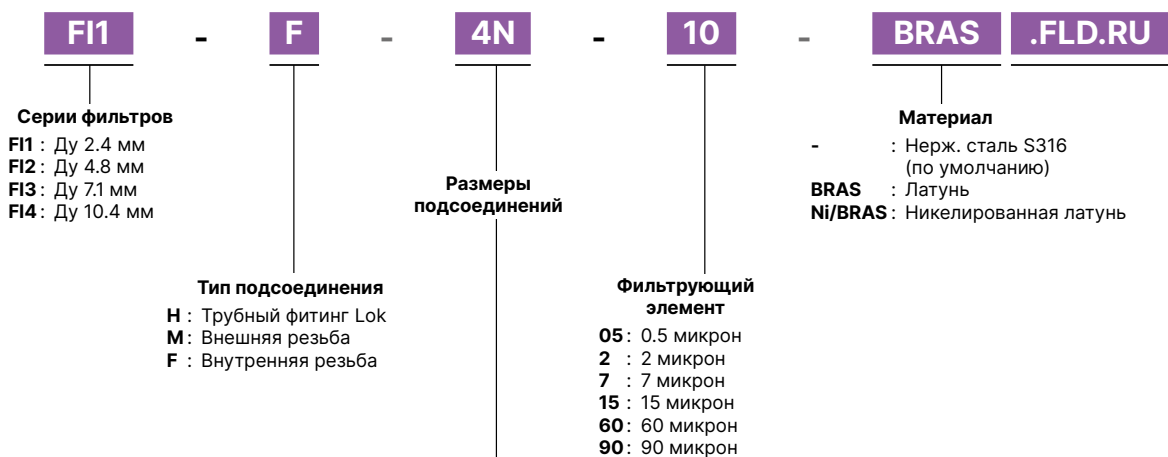 FI1 - F - 4N - 10 - BRAS .FLD.RU
Серии фильтров
FI1 : Ду 2.4 мм
FI2 : Ду 4.8 мм
FI3 : Ду 7.1 мм
FI4 : Ду 10.4 мм
Тип подсоединения
H : Трубный фитинг Lok
M : Внешняя резьба
F : Внутренняя резьба
Размеры
подсоединений
Фильтрующий
элемент
05 : 0.5 микрон
2 : 2 микрон
7 : 7 микрон
15 : 15 микрон
60 : 60 микрон
90 : 90 микрон
Материал
- : Нерж. сталь S316
(по умолчанию)
BRAS : Латунь
Ni/BRAS : Никелированная латунь